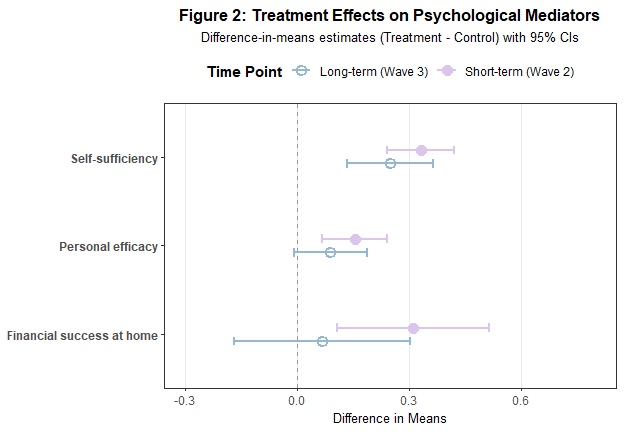 Figure 2: Treatment Effects on Psychological Mediators
Difference-in-means estimates (Treatment - Control) with 95% CIs
Time Point Long-term (Wave 3) Short-term (Wave 2)
Self-sufficiency
Personal efficacy
Financial success at home
-0.3 0.0 0.3 0.6
Difference in Means